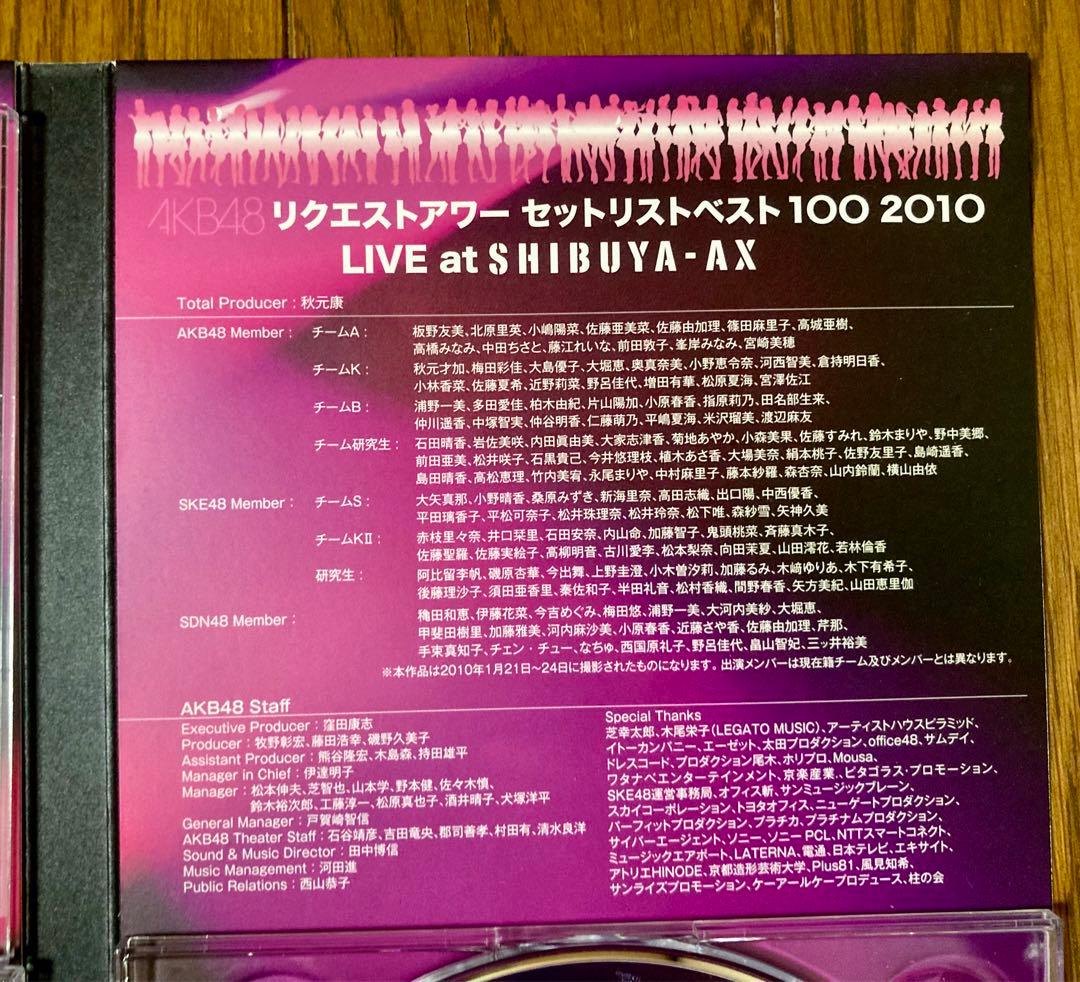 AKB48 リクエストアワー セットリストベスト100 2010
LIVE at SHIBUYA-AX
Total Producer : 秋元康
AKB48 Member : チームA : 板野友美、北原里英、小嶋陽菜、佐藤亜美菜、佐藤由加理、篠田麻里子、高城亜樹、
高橋みなみ、中田ちさと、藤江れいな、前田敦子、峯岸みなみ、宮崎美穂
チームK : 秋元才加、梅田彩佳、大島優子、大堀恵、奥真奈美、小野恵令奈、河西智美、倉持明日香、
小林香菜、佐藤夏希、近野莉菜、野呂佳代、増田有華、松原夏海、宮澤佐江
チームB : 浦野一美、多田愛佳、柏木由紀、片山陽加、小原春香、指原莉乃、田名部生来、
仲川遥香、中塚智実、仲谷明香、仁藤萌乃、平嶋夏海、米沢瑠美、渡辺麻友
チーム研究生 : 石田晴香、岩佐美咲、内田眞由美、大家志津香、菊地あやか、小森美果、佐藤すみれ、鈴木まりや、野中美郷、
前田亜美、松井咲子、石黒貴己、今井悠理枝、植木あさ香、大場美奈、絹本桃子、佐野友里子、島崎遥香、
島田晴香、高松恵理、竹内美宥、永尾まりや、中村麻里子、藤本紗羅、森杏奈、山内鈴蘭、横山由依
SKE48 Member : チームS : 大矢真那、小野晴香、桑原みずき、新海里奈、高田志織、出口陽、中西優香、
平田璃香子、平松可奈子、松井珠理奈、松井玲奈、松下唯、森紗雪、矢神久美
チームKⅡ : 赤枝里々奈、井口栞里、石田安奈、内山命、加藤智子、鬼頭桃菜、斉藤真木子、
佐藤聖羅、佐藤実絵子、高柳明音、古川愛李、松本梨奈、向田茉夏、山田澪花、若林倫香
研究生 : 阿比留李帆、磯原杏華、今出舞、上野圭澄、小木曽汐莉、加藤るみ、木﨑ゆりあ、木下有希子、
後藤理沙子、須田亜香里、秦佐和子、半田礼音、松村香織、間野春香、矢方美紀、山田恵里伽
SDN48 Member : 穐田和恵、伊藤花菜、今吉めぐみ、梅田悠、浦野一美、大河内美紗、大堀恵、
甲斐田樹里、加藤雅美、河内麻沙美、小原春香、近藤さや香、佐藤由加理、芹那、
手束真知子、チェン・チュー、なちゅ、西国原礼子、野呂佳代、畠山智妃、三ッ井裕美
※本作品は2010年1月21日〜24日に撮影されたものになります。出演メンバーは現在籍チーム及びメンバーとは異なります。
AKB48 Staff
Executive Producer : 窪田康志
Producer : 牧野彰宏、藤田浩幸、磯野久美子
Assistant Producer : 熊谷隆宏、木島森、持田雄平
Manager in Chief : 伊達明子
Manager : 松本伸夫、芝智也、山本学、野本健、佐々木慎、
鈴木裕次郎、工藤淳一、松原真也子、酒井晴子、犬塚洋平
General Manager : 戸賀崎智信
AKB48 Theater Staff : 石谷靖彦、吉田竜央、郡司善孝、村田有、清水良洋
Sound & Music Director : 田中博信
Music Management : 河田進
Public Relations : 西山恭子
Special Thanks
芝幸太郎、木尾栄子(LEGATO MUSIC)、アーティストハウスピラミッド、
イトーカンパニー、エーゼット、太田プロダクション、office48、サムデイ、
ドレスコード、プロダクション尾木、ホリプロ、Mousa、
ワタナベエンターテインメント、京楽産業、ピタゴラス・プロモーション、
SKE48運営事務局、オフィス斬、サンミュージックブレーン、
スカイコーポレーション、トヨタオフィス、ニューゲートプロダクション、
パーフィットプロダクション、プラチカ、プラチナムプロダクション、
サイバーエージェント、ソニー、ソニーPCL、NTTスマートコネクト、
ミュージックエアポート、LATERNA、電通、日本テレビ、エキサイト、
アトリエHINODE、京都造形芸術大学、Plus81、風見知希、
サンライズプロモーション、ケーアールケープロデュース、柱の会